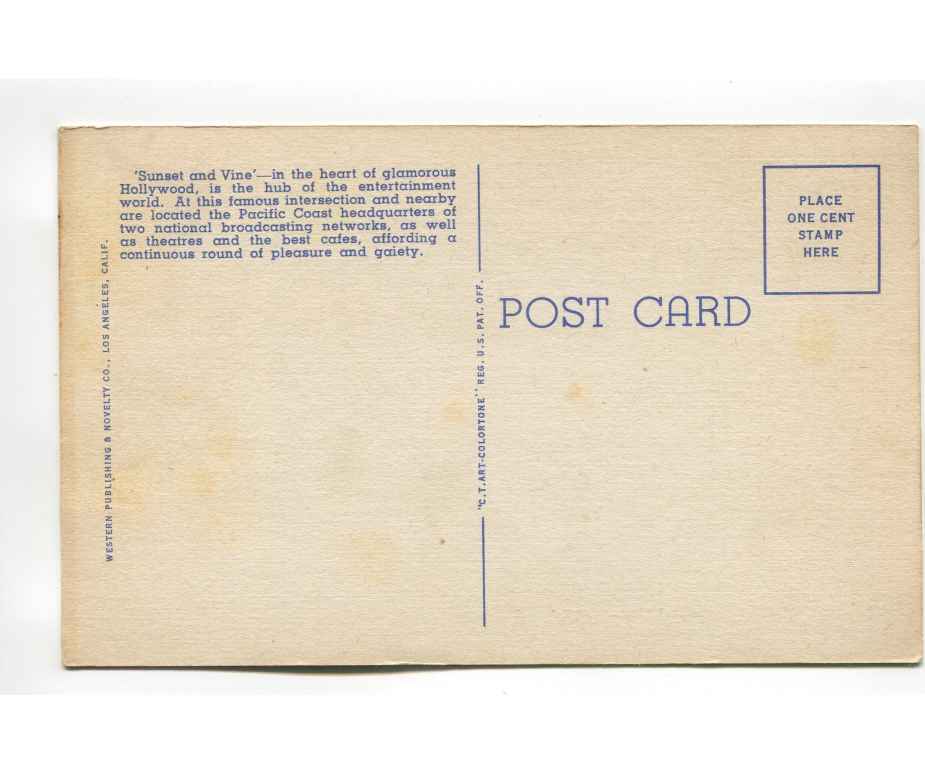 'Sunset and Vine'—in the heart of glamorous
Hollywood, is the hub of the entertainment
world. At this famous intersection and nearby
are located the Pacific Coast headquarters of
two national broadcasting networks, as well
as theatres and the best cafes, affording a
continuous round of pleasure and gaiety.
WESTERN PUBLISHING & NOVELTY CO., LOS ANGELES, CALIF.
"C.T. ART-COLORTONE" REG. U.S. PAT. OFF.
POST CARD
PLACE
ONE CENT
STAMP
HERE